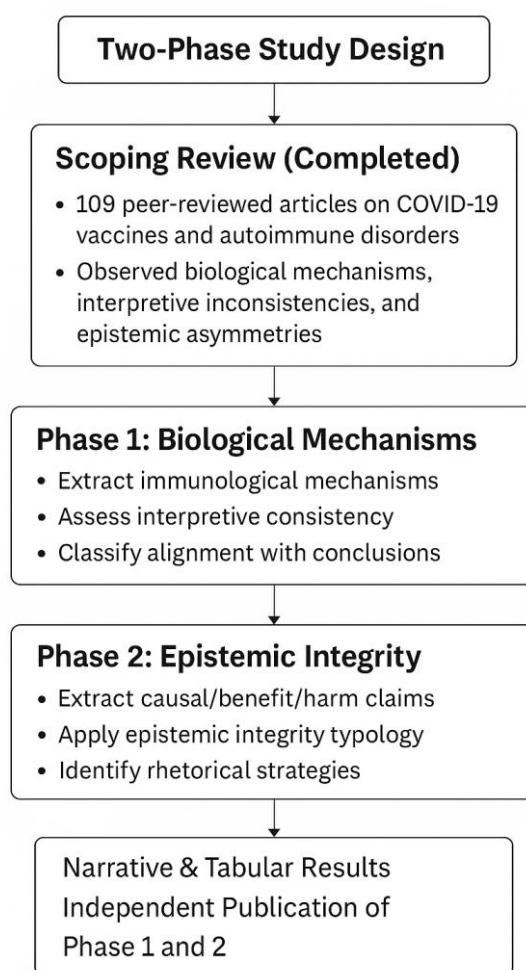 Two-Phase Study Design
Scoping Review (Completed)
• 109 peer-reviewed articles on COVID-19
vaccines and autoimmune disorders
• Observed biological mechanisms,
interpretive inconsistencies, and
epistemic asymmetries
Phase 1: Biological Mechanisms
• Extract immunological mechanisms
• Assess interpretive consistency
• Classify alignment with conclusions
Phase 2: Epistemic Integrity
• Extract causal/benefit/harm claims
• Apply epistemic integrity typology
• Identify rhetorical strategies
Narrative & Tabular Results
Independent Publication of
Phase 1 and 2